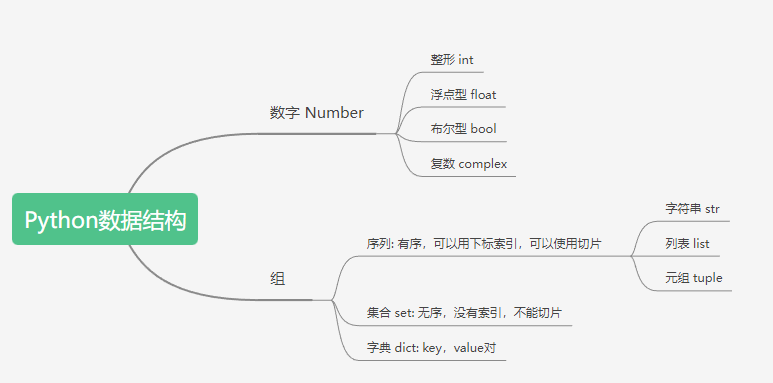 Python数据结构
数字 Number
整形 int
浮点型 float
布尔型 bool
复数 complex
组
序列: 有序，可以用下标索引，可以使用切片
字符串 str
列表 list
元组 tuple
集合 set: 无序，没有索引，不能切片
字典 dict: key，value对